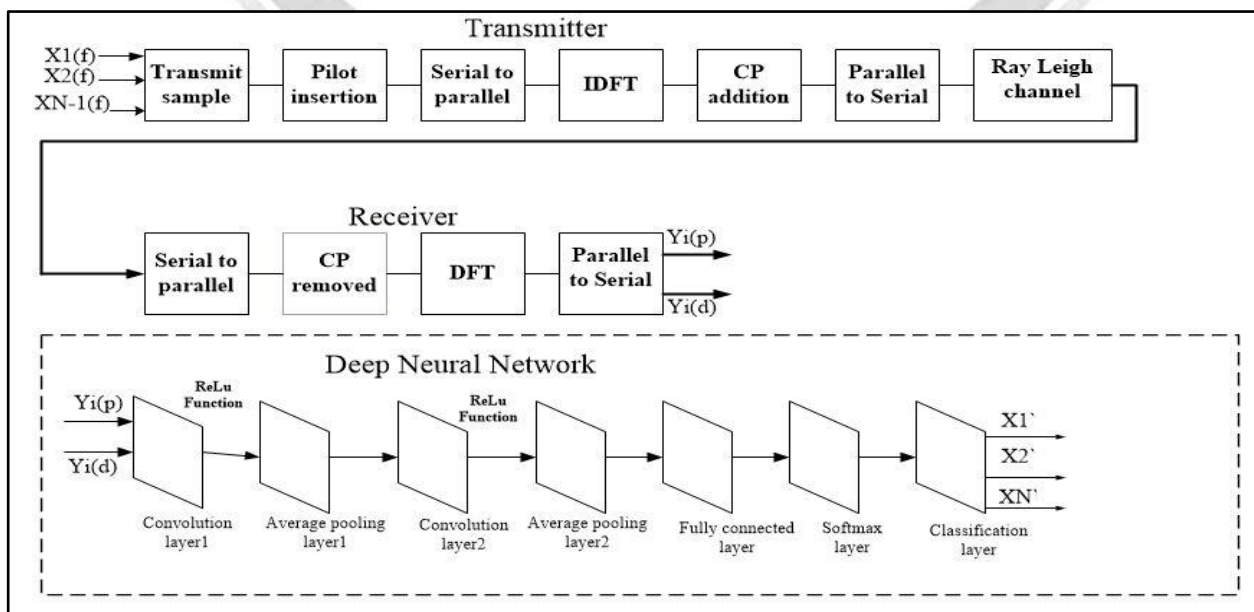 Transmitter
X1(f)
X2(f)
XN-1(f)
Transmit
sample
Pilot
insertion
Serial to
parallel
IDFT
CP
addition
Parallel
to Serial
Ray Leigh
channel
Receiver
Serial to
parallel
CP
removed
DFT
Parallel
to Serial
Yi(p)
Yi(d)
Deep Neural Network
Yi(p)
Yi(d)
ReLu
Function
ReLu
Function
X1`
X2`
XN`
Convolution
layer1
Average pooling
layer1
Convolution
layer2
Average pooling
layer2
Fully connected
layer
Softmax
layer
Classification
layer